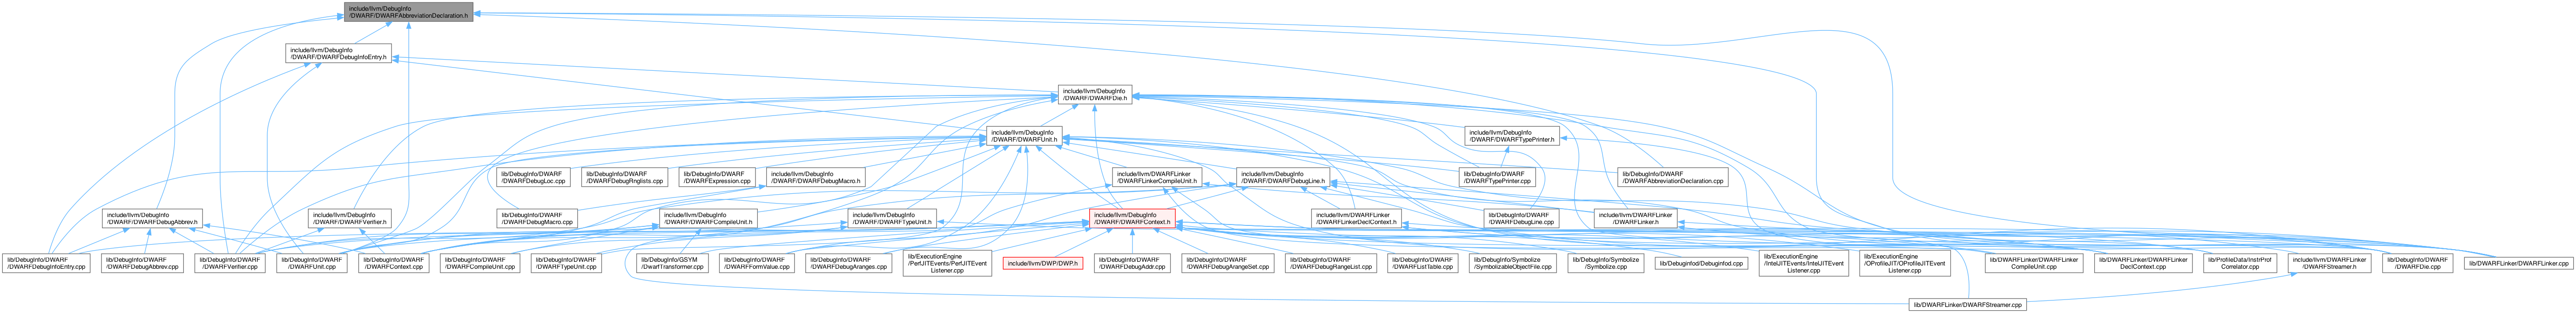 include/llvm/DebugInfo
/DWARF/DWARFAbbreviationDeclaration.h
include/llvm/DebugInfo
/DWARF/DWARFDebugInfoEntry.h
include/llvm/DebugInfo
/DWARF/DWARFDie.h
include/llvm/DebugInfo
/DWARF/DWARFUnit.h
include/llvm/DebugInfo
/DWARF/DWARFTypePrinter.h
lib/DebugInfo/DWARF
/DWARFDebugLoc.cpp
lib/DebugInfo/DWARF
/DWARFDebugRnglists.cpp
lib/DebugInfo/DWARF
/DWARFExpression.cpp
include/llvm/DebugInfo
/DWARF/DWARFDebugMacro.h
include/llvm/DWARFLinker
/DWARFLinkerCompileUnit.h
include/llvm/DebugInfo
/DWARF/DWARFDebugLine.h
lib/DebugInfo/DWARF
/DWARFTypePrinter.cpp
lib/DebugInfo/DWARF
/DWARFAbbreviationDeclaration.cpp
include/llvm/DebugInfo
/DWARF/DWARFDebugAbbrev.h
include/llvm/DebugInfo
/DWARF/DWARFVerifier.h
lib/DebugInfo/DWARF
/DWARFDebugMacro.cpp
include/llvm/DebugInfo
/DWARF/DWARFCompileUnit.h
include/llvm/DebugInfo
/DWARF/DWARFTypeUnit.h
include/llvm/DebugInfo
/DWARF/DWARFContext.h
include/llvm/DWARFLinker
/DWARFLinkerDeclContext.h
lib/DebugInfo/DWARF
/DWARFDebugLine.cpp
include/llvm/DWARFLinker
/DWARFLinker.h
lib/DebugInfo/DWARF
/DWARFDebugInfoEntry.cpp
lib/DebugInfo/DWARF
/DWARFDebugAbbrev.cpp
lib/DebugInfo/DWARF
/DWARFVerifier.cpp
lib/DebugInfo/DWARF
/DWARFUnit.cpp
lib/DebugInfo/DWARF
/DWARFContext.cpp
lib/DebugInfo/DWARF
/DWARFCompileUnit.cpp
lib/DebugInfo/DWARF
/DWARFTypeUnit.cpp
lib/DebugInfo/GSYM
/DwarfTransformer.cpp
lib/DebugInfo/DWARF
/DWARFFormValue.cpp
lib/DebugInfo/DWARF
/DWARFDebugAranges.cpp
lib/ExecutionEngine
/PerfJITEvents/PerfJITEvent
Listener.cpp
include/llvm/DWP/DWP.h
lib/DebugInfo/DWARF
/DWARFDebugAddr.cpp
lib/DebugInfo/DWARF
/DWARFDebugArangeSet.cpp
lib/DebugInfo/DWARF
/DWARFDebugRangeList.cpp
lib/DebugInfo/DWARF
/DWARFListTable.cpp
lib/DebugInfo/Symbolize
/SymbolizableObjectFile.cpp
lib/DebugInfo/Symbolize
/Symbolize.cpp
lib/Debuginfod/Debuginfod.cpp
lib/ExecutionEngine
/IntelJITEvents/IntelJITEvent
Listener.cpp
lib/ExecutionEngine
/OProfileJIT/OProfileJITEvent
Listener.cpp
lib/DWARFLinker/DWARFLinker
CompileUnit.cpp
lib/DWARFLinker/DWARFLinker
DeclContext.cpp
lib/ProfileData/InstrProf
Correlator.cpp
include/llvm/DWARFLinker
/DWARFStreamer.h
lib/DebugInfo/DWARF
/DWARFDie.cpp
lib/DWARFLinker/DWARFLinker.cpp
lib/DWARFLinker/DWARFStreamer.cpp